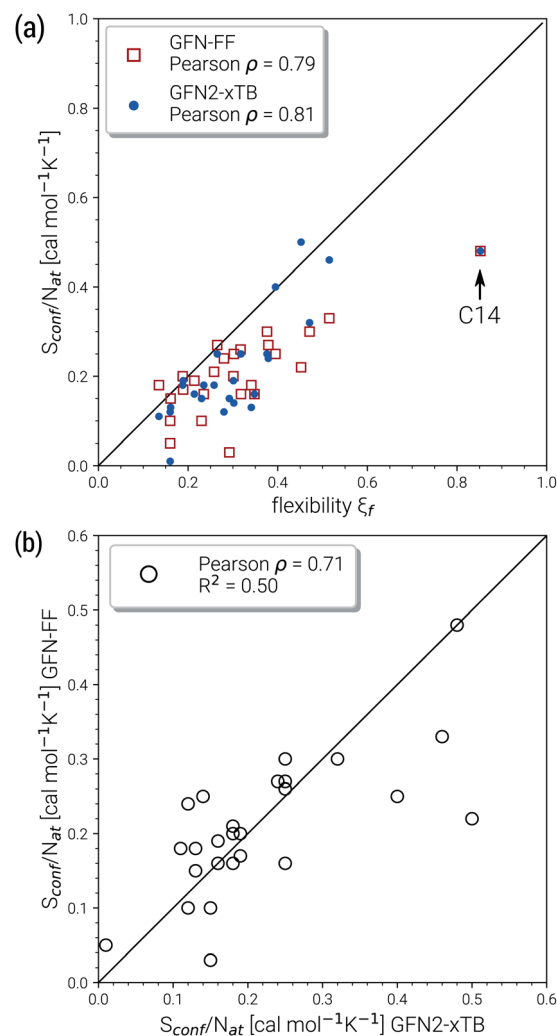 (a)
GFN-FF
Pearson ρ = 0.79
GFN2-xTB
Pearson ρ = 0.81
S_conf/N_at [cal mol⁻¹K⁻¹]
1.0
0.8
0.6
0.4
0.2
0.0
C14
0.0 0.2 0.4 0.6 0.8 1.0
flexibility ξ_f
(b)
Pearson ρ = 0.71
R² = 0.50
S_conf/N_at [cal mol⁻¹K⁻¹] GFN-FF
0.6
0.5
0.4
0.3
0.2
0.1
0.0
0.0 0.1 0.2 0.3 0.4 0.5 0.6
S_conf/N_at [cal mol⁻¹K⁻¹] GFN2-xTB